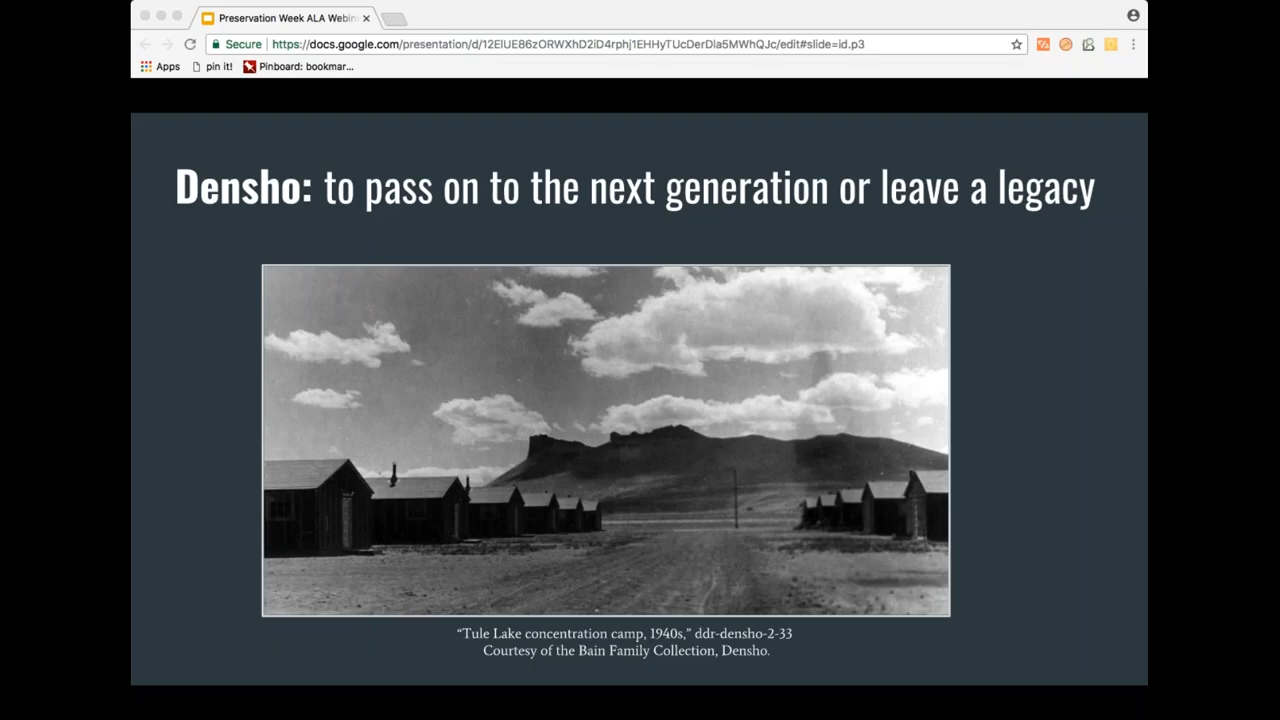 Preservation Week ALA Webin
Secure https://docs.google.com/presentation/d/12ElUE86zORWXhD2iD4rphj1EHHyTUcDerDla5MWhQJc/edit#slide=id.p3
Apps pin it! Pinboard: bookmar...
Densho: to pass on to the next generation or leave a legacy
“Tule Lake concentration camp, 1940s,” ddr-densho-2-33
Courtesy of the Bain Family Collection, Densho.